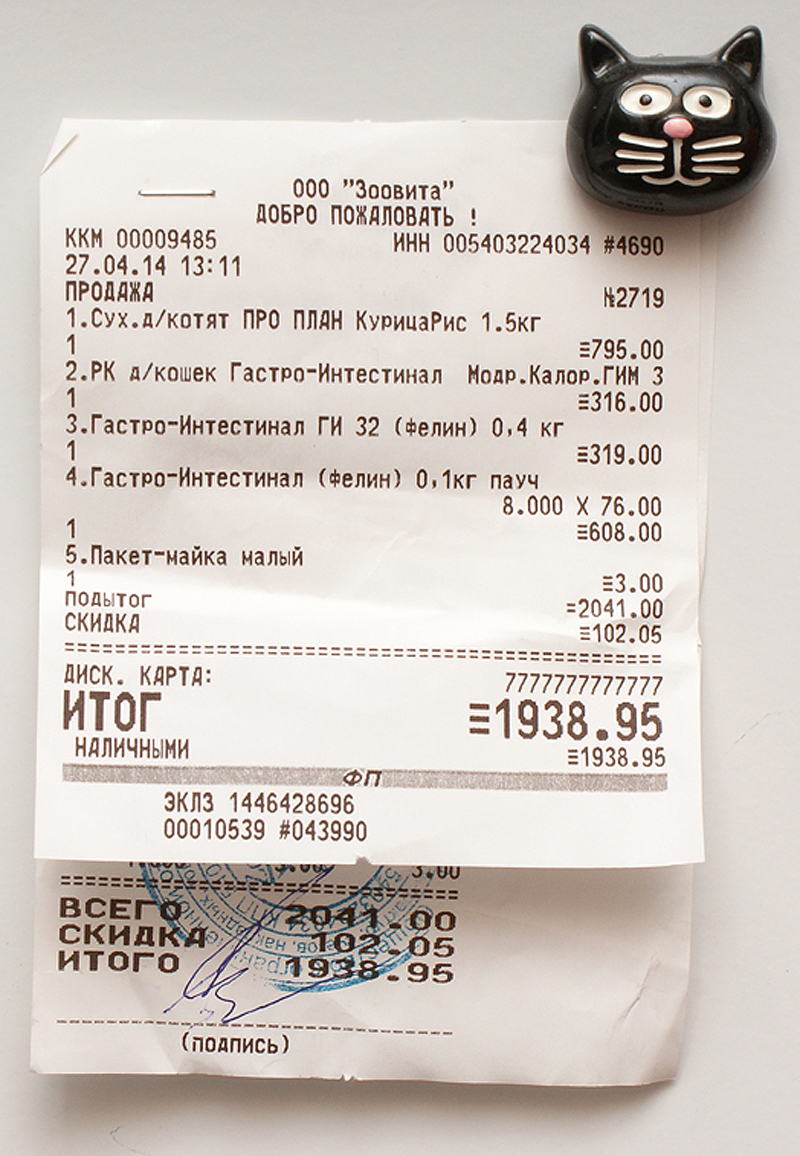 ООО "Зоовита"
ДОБРО ПОЖАЛОВАТЬ !
ККМ 00009485 ИНН 005403224034 #4690
27.04.14 13:11
ПРОДАЖА №2719
1.Сух.д/котят ПРО ПЛАН КурицаРис 1.5кг
1 ≡795.00
2.РК д/кошек Гастро-Интестинал Модр.Калор.ГИМ 3
1 ≡316.00
3.Гастро-Интестинал ГИ 32 (фелин) 0,4 кг
1 ≡319.00
4.Гастро-Интестинал (фелин) 0,1кг пауч
8.000 X 76.00
1 ≡608.00
5.Пакет-майка малый
1 ≡3.00
ПОДЫТОГ =2041.00
СКИДКА ≡102.05
ДИСК. КАРТА: 7777777777777
ИТОГ ≡1938.95
НАЛИЧНЫМИ ≡1938.95
ФП
ЭКЛЗ 1446428696
00010539 #043990
3.00
ВСЕГО 2041.00
СКИДКА 102.05
ИТОГО 1938.95
(подпись)